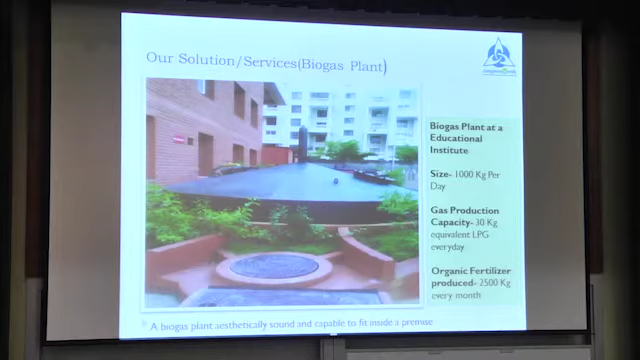 Our Solution/Services(Biogas Plant)
Biogas Plant at a
Educational
Institute
Size- 1000 Kg Per
Day
Gas Production
Capacity- 30 Kg
equivalent LPG
everyday
Organic Fertilizer
produced- 2500 Kg
every month
A biogas plant aesthetically sound and capable to fit inside a premise